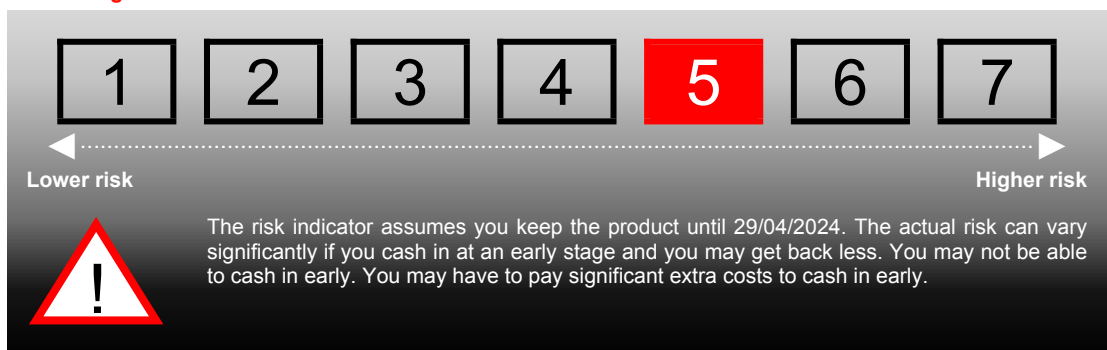 1 2 3 4 5 6 7
Lower risk Higher risk
!
The risk indicator assumes you keep the product until 29/04/2024. The actual risk can vary
significantly if you cash in at an early stage and you may get back less. You may not be able
to cash in early. You may have to pay significant extra costs to cash in early.